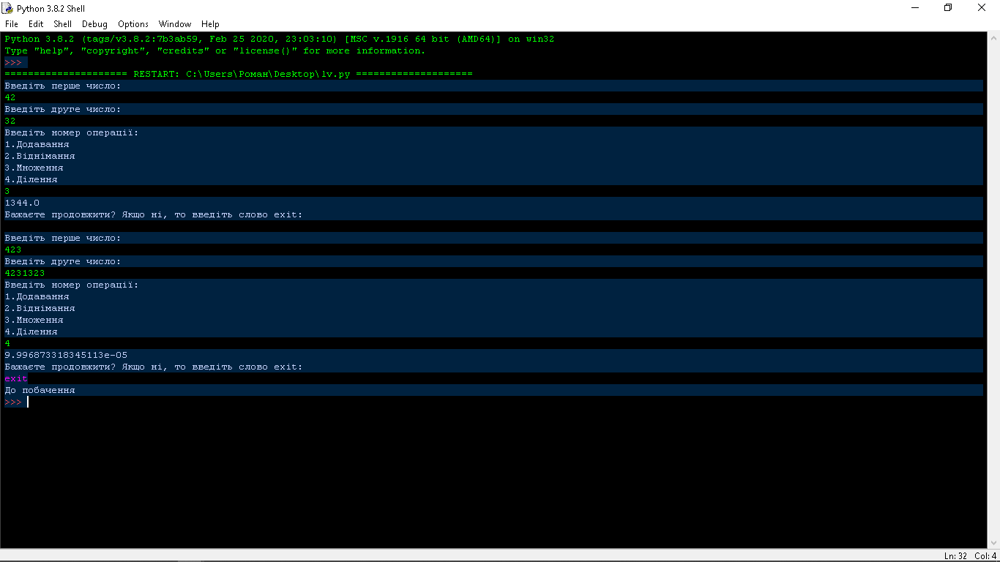 Python 3.8.2 Shell
File Edit Shell Debug Options Window Help
Python 3.8.2 (tags/v3.8.2:7b3ab59, Feb 25 2020, 23:03:10) [MSC v.1916 64 bit (AMD64)] on win32
Type "help", "copyright", "credits" or "license()" for more information.
>>>
===================== RESTART: C:\Users\Роман\Desktop\lv.py ====================
Введіть перше число:
42
Введіть друге число:
32
Введіть номер операції:
1.Додавання
2.Віднімання
3.Множення
4.Ділення
3
1344.0
Бажаєте продовжити? Якщо ні, то введіть слово exit:
Введіть перше число:
423
Введіть друге число:
4231323
Введіть номер операції:
1.Додавання
2.Віднімання
3.Множення
4.Ділення
4
9.996873318345113e-05
Бажаєте продовжити? Якщо ні, то введіть слово exit:
exit
До побачення
>>>
Ln: 32 Col: 4